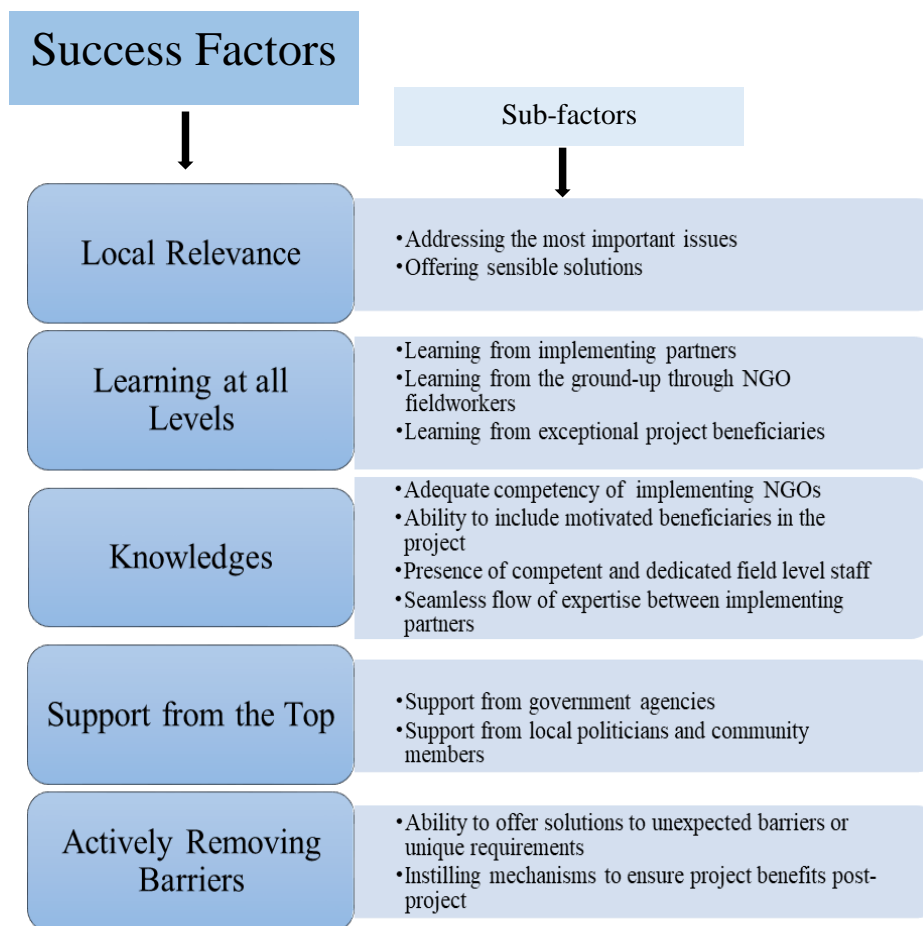 Success Factors
Sub-factors
Local Relevance
•Addressing the most important issues
•Offering sensible solutions
Learning at all
Levels
•Learning from implementing partners
•Learning from the ground-up through NGO
fieldworkers
•Learning from exceptional project beneficiaries
Knowledges
•Adequate competency of implementing NGOs
•Ability to include motivated beneficiaries in the
project
•Presence of competent and dedicated field level staff
•Seamless flow of expertise between implementing
partners
Support from the Top
•Support from government agencies
•Support from local politicians and community
members
Actively Removing
Barriers
•Ability to offer solutions to unexpected barriers or
unique requirements
•Instilling mechanisms to ensure project benefits post-
project